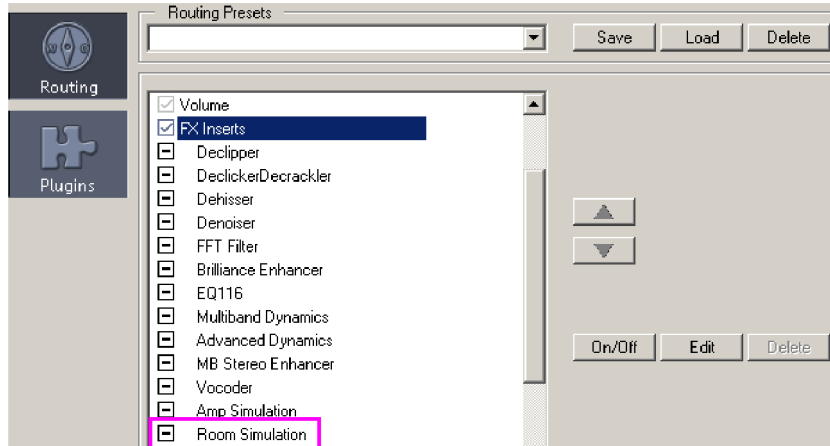 Routing Presets
Save Load Delete
Routing
Plugins
Volume
FX Inserts
Declipper
DeclickerDecrackler
Dehisser
Denoiser
FFT Filter
Brilliance Enhancer
EQ116
Multiband Dynamics
Advanced Dynamics
MB Stereo Enhancer
Vocoder
Amp Simulation
Room Simulation
On/Off Edit Delete